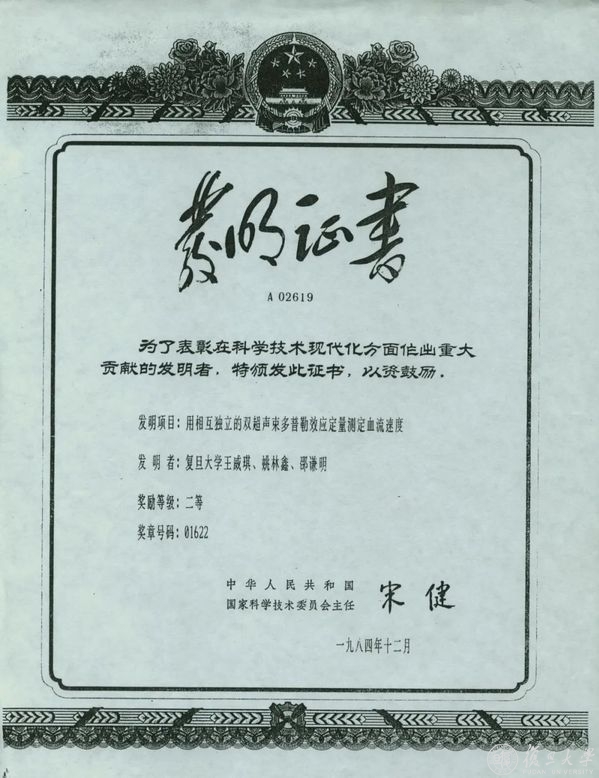 發明证書
A 02619
为了表彰在科学技术现代化方面作出重大
贡献的发明者，特颁发此证书，以资鼓励．
发明项目：用相互独立的双超声束多普勒效应定量测定血流速度
发 明 者：复旦大学王威琪、姚林鑫、邵谦明
奖励等级：二等
奖章号码：01622
中华人民共和国
国家科学技术委员会主任 宋健
一九八四年十二月
復旦大学